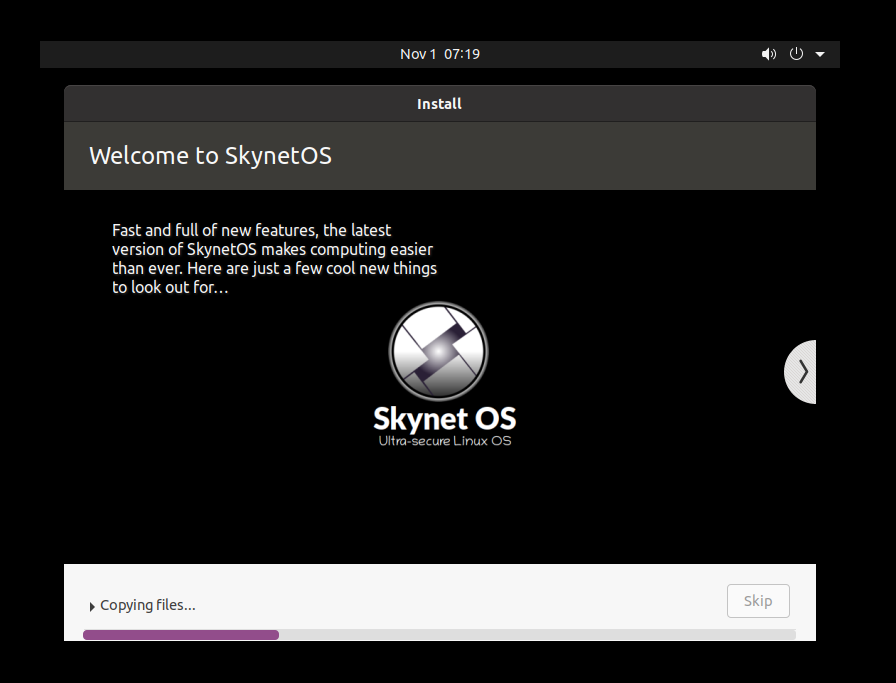 Nov 1 07:19
Install
Welcome to SkynetOS
Fast and full of new features, the latest
version of SkynetOS makes computing easier
than ever. Here are just a few cool new things
to look out for...
Skynet OS
Ultra-secure Linux OS
Copying files...
Skip